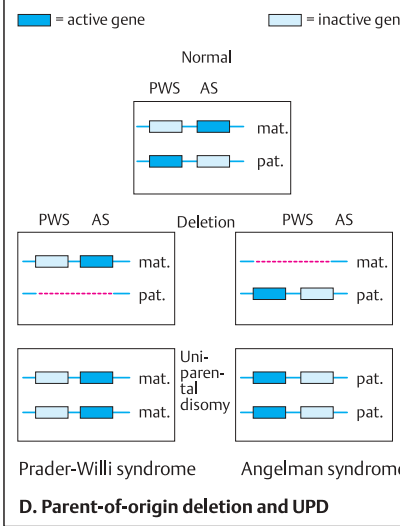 = active gene = inactive gen
Normal
PWS AS
mat.
pat.
PWS AS Deletion PWS AS
mat. mat.
pat. pat.
Uni-
paren-
tal
disomy
mat. pat.
mat. pat.
Prader-Willi syndrome Angelman syndrome
D. Parent-of-origin deletion and UPD